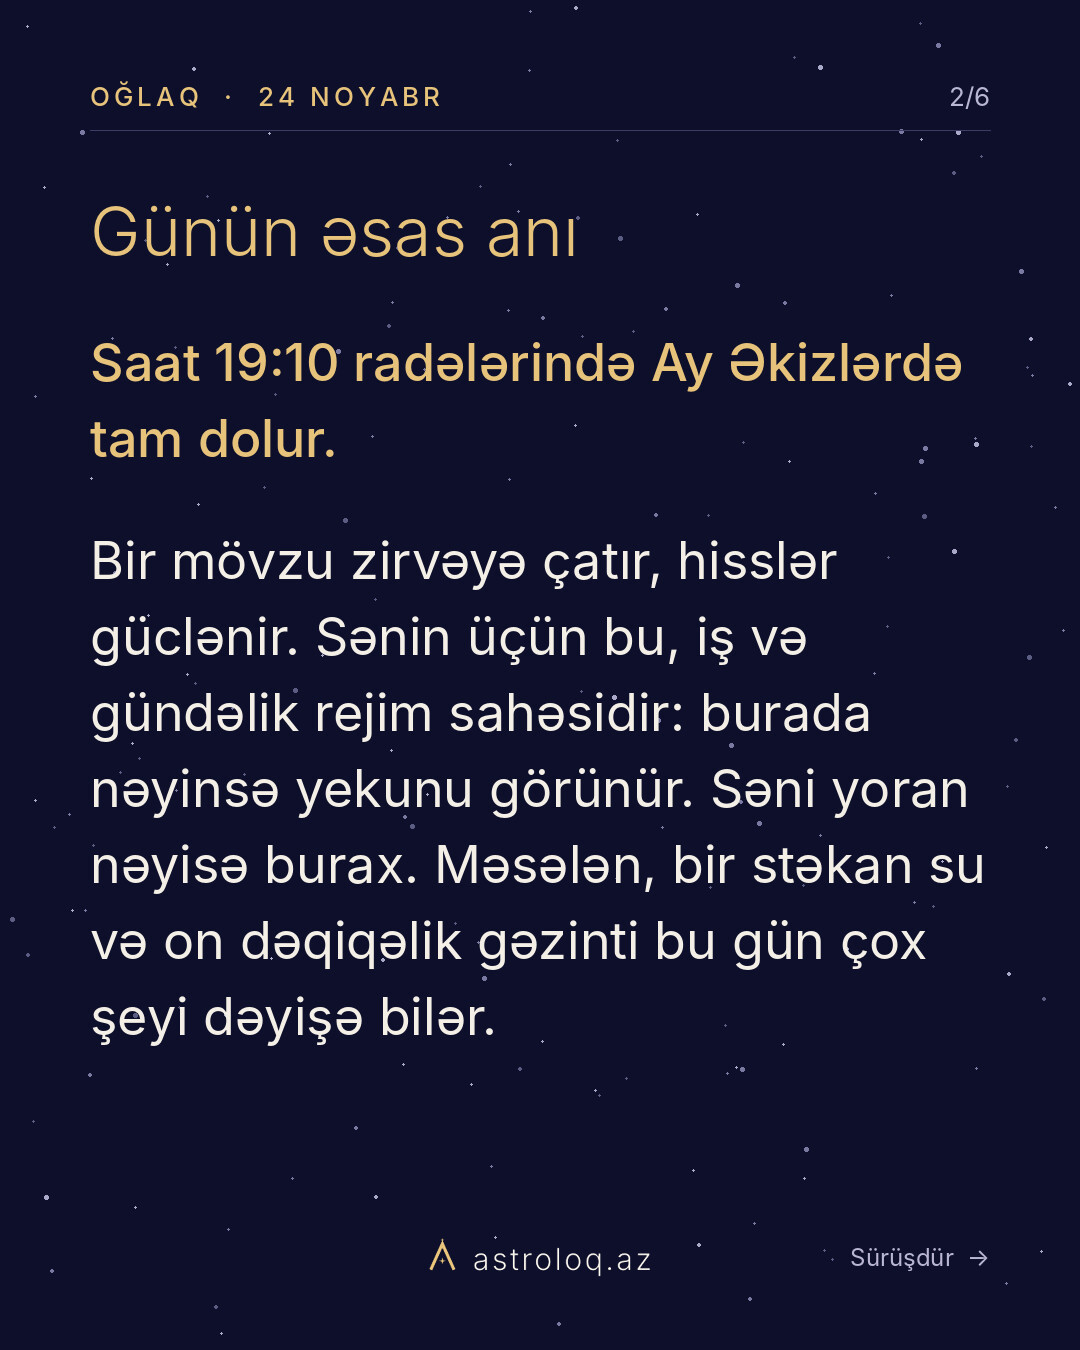 OĞLAQ · 24 NOYABR
2/6
Günün əsas anı
Saat 19:10 radələrində Ay Əkizlərdə
tam dolur.
Bir mövzu zirvəyə çatır, hisslər
güclənir. Sənin üçün bu, iş və
gündəlik rejim sahəsidir: burada
nəyinsə yekunu görünür. Səni yoran
nəyisə burax. Məsələn, bir stəkan su
və on dəqiqəlik gəzinti bu gün çox
şeyi dəyişə bilər.
astroloq.az
Sürüşdür →